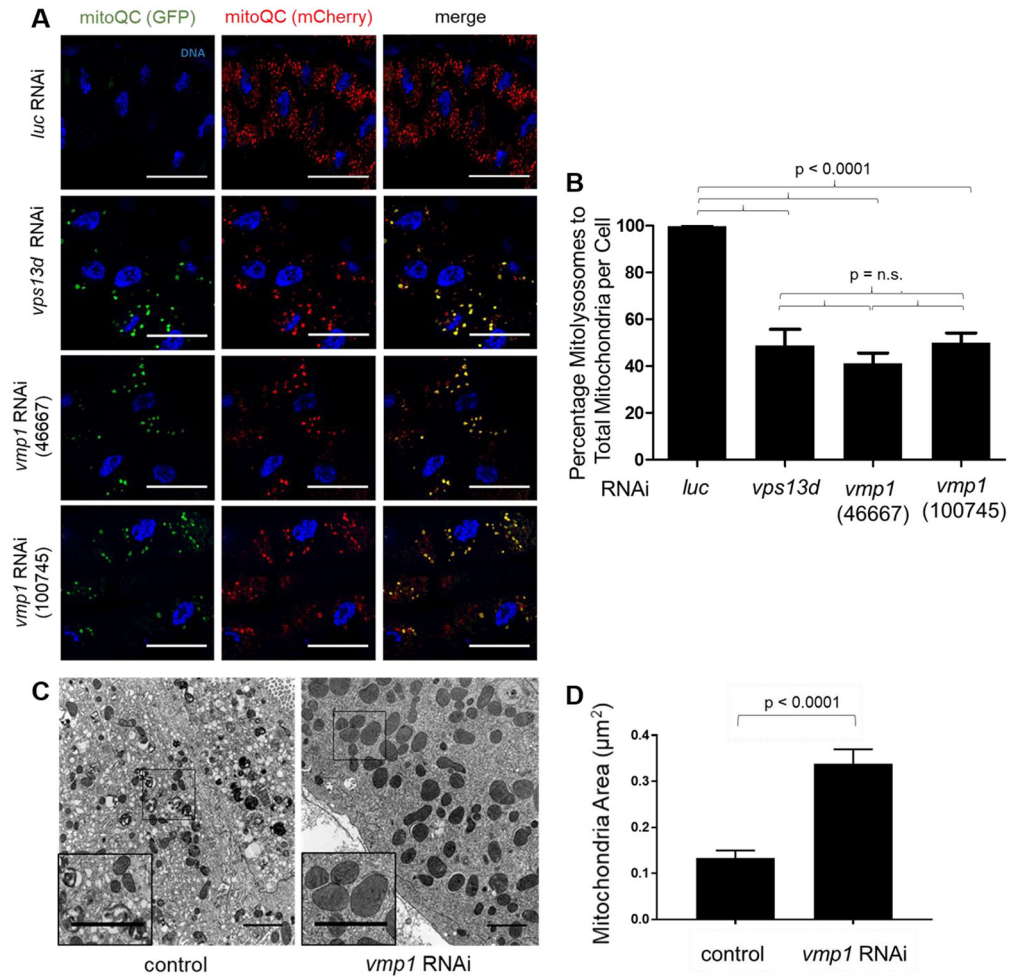 A
mitoQC (GFP)
mitoQC (mCherry)
merge
DNA
luc RNAi
vps13d RNAi
vmp1 RNAi
(46667)
vmp1 RNAi
(100745)
B
p < 0.0001
p = n.s.
Percentage Mitolysosomes to
Total Mitochondria per Cell
100
80
60
40
20
0
RNAi
luc
vps13d
vmp1
(46667)
vmp1
(100745)
C
control
vmp1 RNAi
D
p < 0.0001
Mitochondria Area (µm²)
0.4
0.3
0.2
0.1
0.0
control
vmp1 RNAi